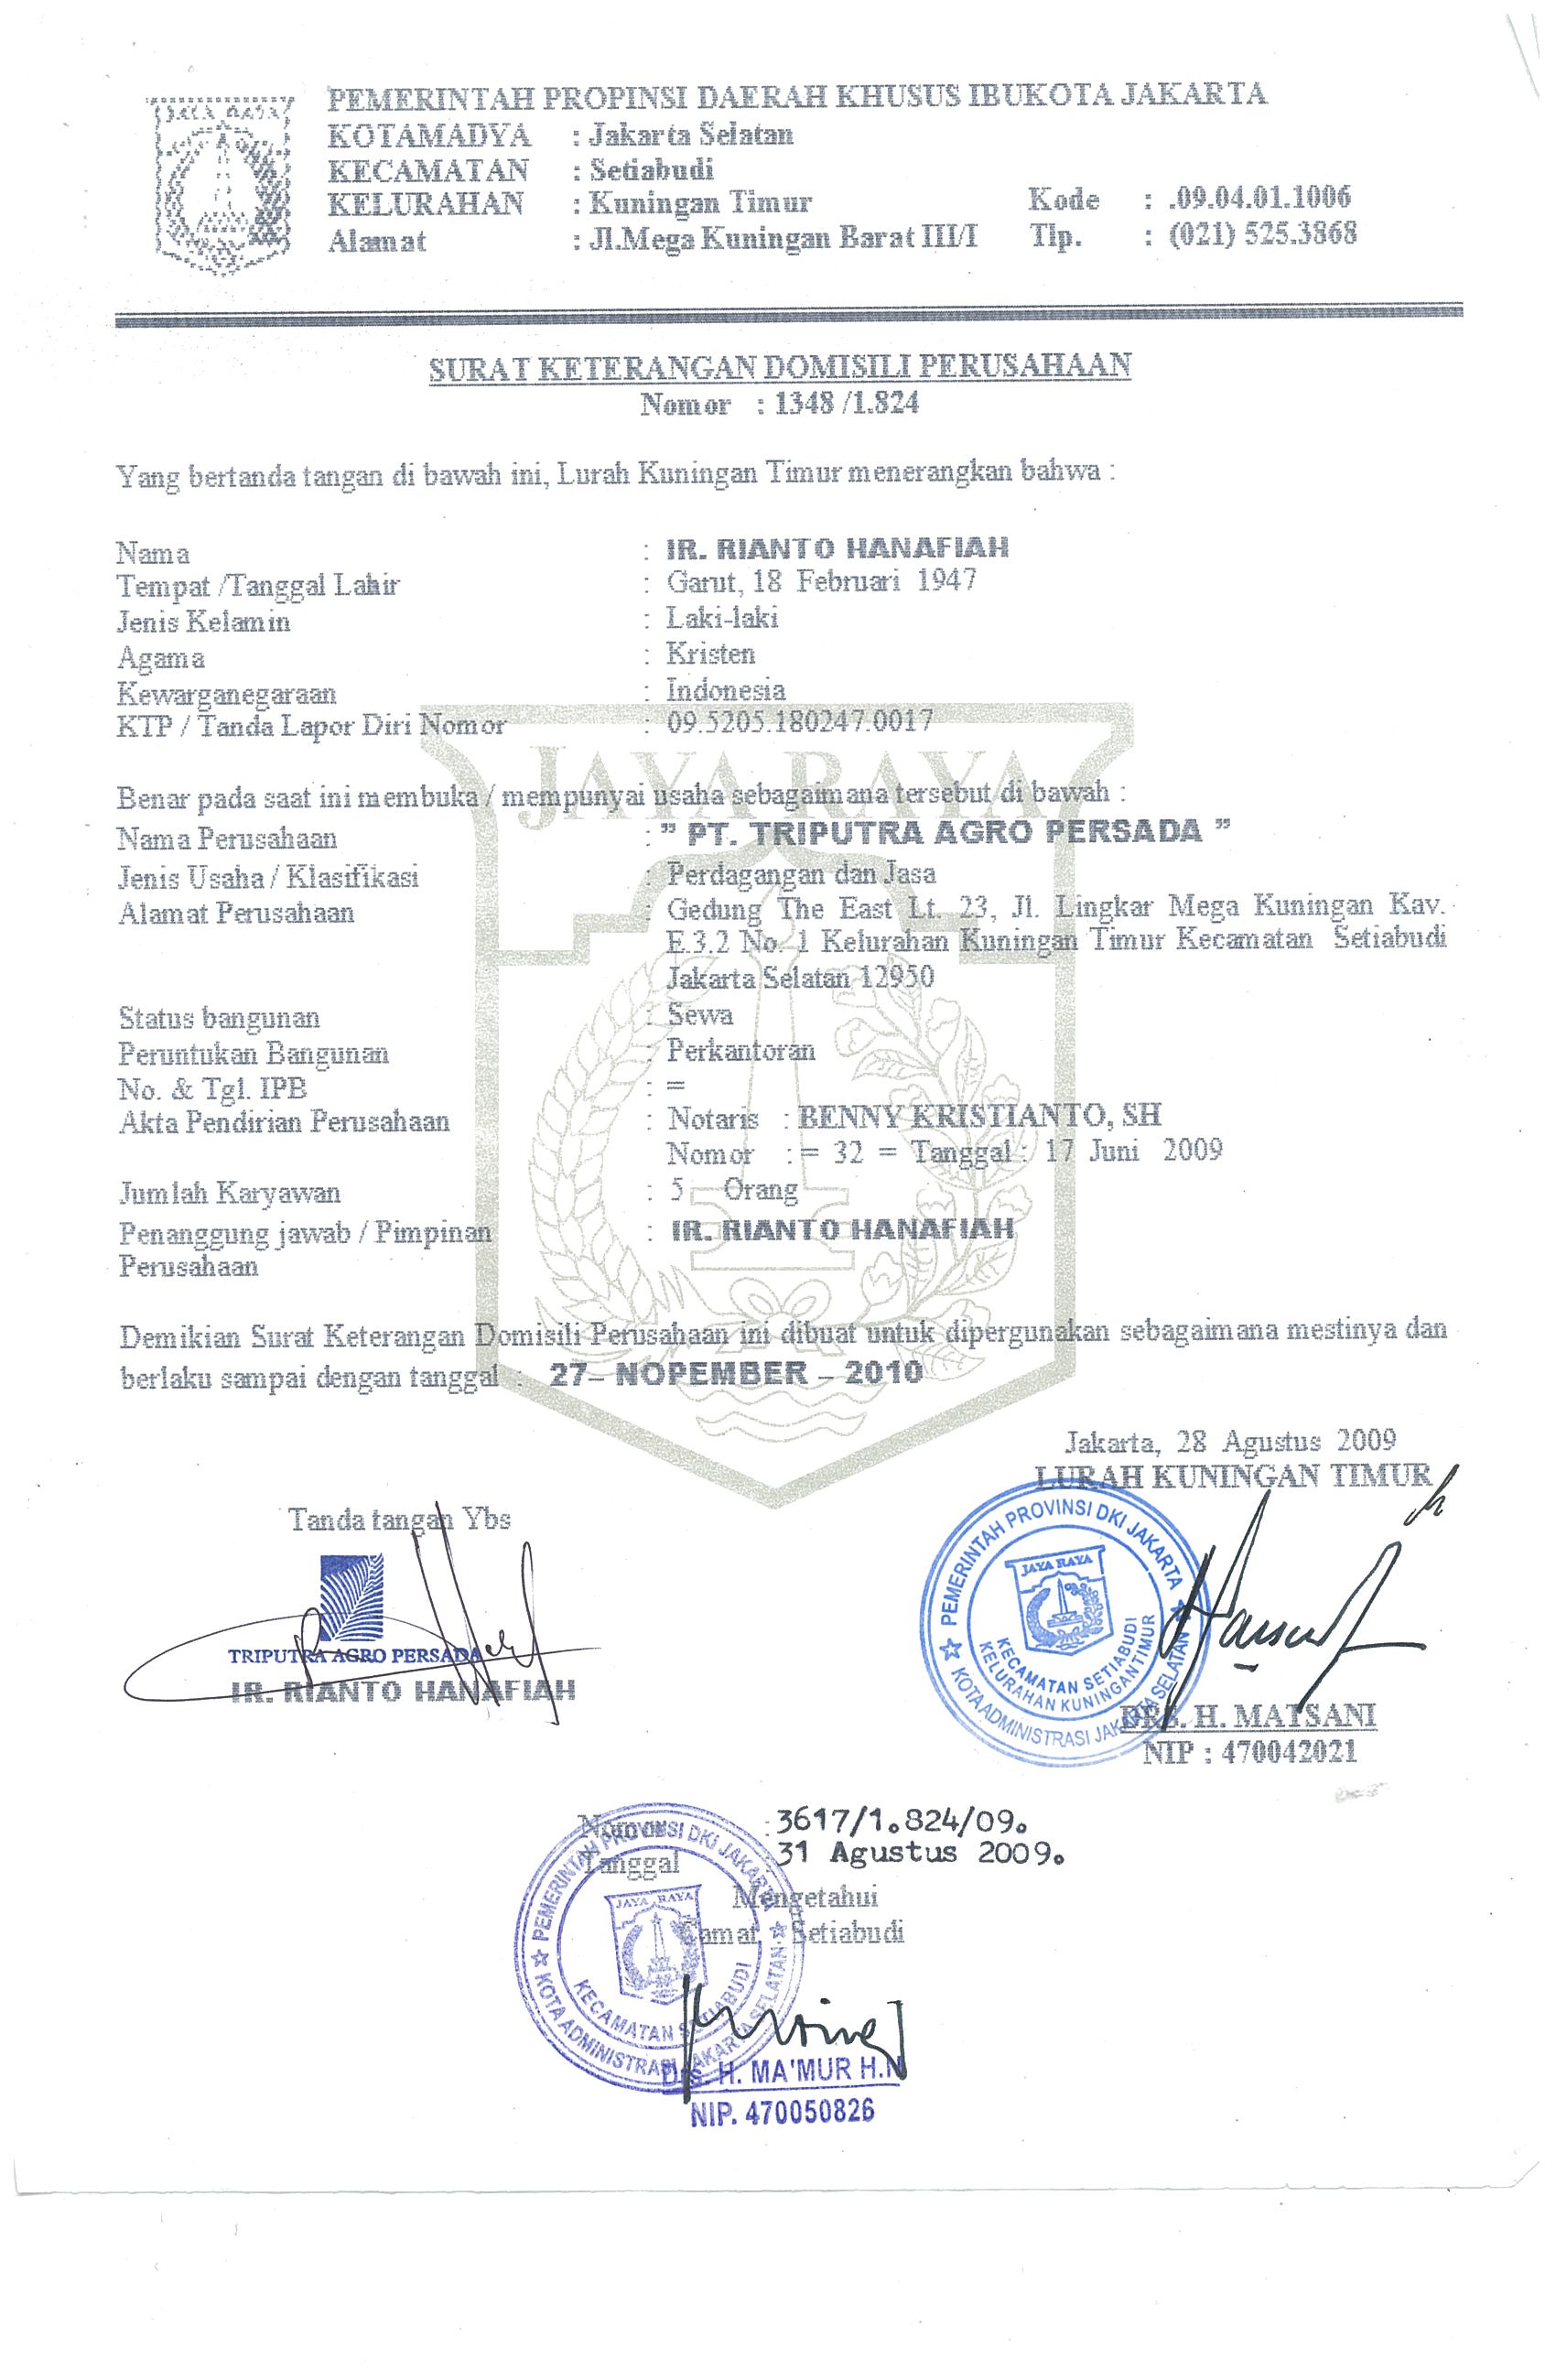 JAYA RAYA
PEMERINTAH PROPINSI DAERAH KHUSUS IBUKOTA JAKARTA
KOTAMADYA : Jakarta Selatan
KECAMATAN : Setiabudi
KELURAHAN : Kuningan Timur Kode : .09.04.01.1006
Alamat : Jl.Mega Kuningan Barat III/I Tlp. : (021) 525.3868
SURAT KETERANGAN DOMISILI PERUSAHAAN
Nomor : 1348 /1.824
Yang bertanda tangan di bawah ini, Lurah Kuningan Timur menerangkan bahwa :
Nama : IR. RIANTO HANAFIAH
Tempat /Tanggal Lahir : Garut, 18 Februari 1947
Jenis Kelamin : Laki-laki
Agama : Kristen
Kewarganegaraan : Indonesia
KTP / Tanda Lapor Diri Nomor : 09.5205.180247.0017
JAYA RAYA
Benar pada saat ini membuka / mempunyai usaha sebagaimana tersebut di bawah :
Nama Perusahaan : ” PT. TRIPUTRA AGRO PERSADA ”
Jenis Usaha / Klasifikasi : Perdagangan dan Jasa
Alamat Perusahaan : Gedung The East Lt. 23, Jl. Lingkar Mega Kuningan Kav.
E.3.2 No. 1 Kelurahan Kuningan Timur Kecamatan Setiabudi
Jakarta Selatan 12950
Status bangunan : Sewa
Peruntukan Bangunan : Perkantoran
No. & Tgl. IPB : =
Akta Pendirian Perusahaan : Notaris : BENNY KRISTIANTO, SH
Nomor : = 32 = Tanggal : 17 Juni 2009
Jumlah Karyawan : 5 Orang
Penanggung jawab / Pimpinan : IR. RIANTO HANAFIAH
Perusahaan
Demikian Surat Keterangan Domisili Perusahaan ini dibuat untuk dipergunakan sebagaimana mestinya dan
berlaku sampai dengan tanggal : 27– NOPEMBER – 2010
Jakarta, 28 Agustus 2009
LURAH KUNINGAN TIMUR
Tanda tangan Ybs
TRIPUTRA AGRO PERSADA
IR. RIANTO HANAFIAH
PEMERINTAH PROVINSI DKI JAKARTA
JAYA RAYA
KECAMATAN SETIABUDI
KELURAHAN KUNINGAN TIMUR
KOTA ADMINISTRASI JAKARTA SELATAN
DRS. H. MATSANI
NIP : 470042021
Nomor : 3617/1.824/09.
Tanggal : 31 Agustus 2009.
Mengetahui
Camat Setiabudi
PEMERINTAH PROVINSI DKI JAKARTA
JAYA RAYA
KECAMATAN SETIABUDI
KOTA ADMINISTRASI JAKARTA SELATAN
Drs. H. MA'MUR H.N
NIP. 470050826